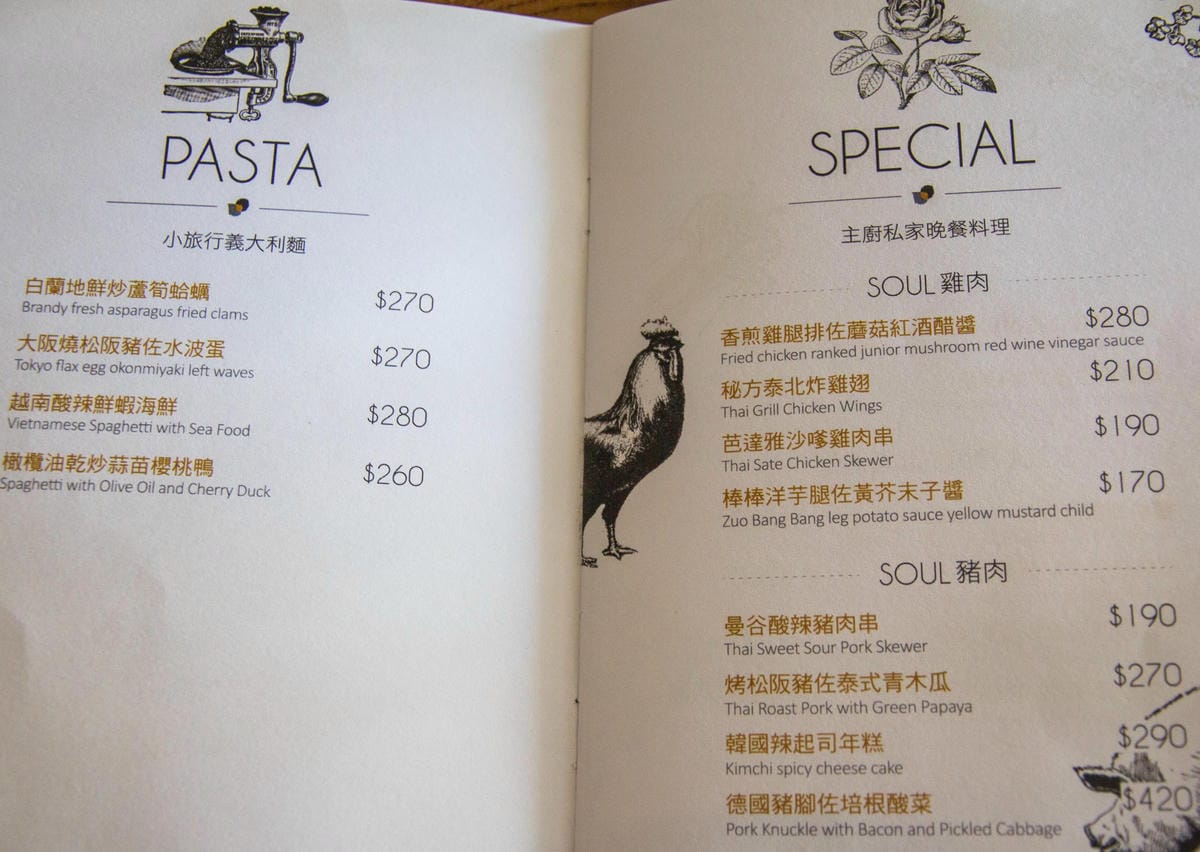 PASTA
小旅行義大利麵
白蘭地鮮炒蘆筍蛤蠣
$270
Brandy fresh asparagus fried clams
大阪燒松阪豬佐水波蛋
$270
Tokyo flax egg okonmiyaki left waves
越南酸辣鮮蝦海鮮
$280
Vietnamese Spaghetti with Sea Food
橄欖油乾炒蒜苗櫻桃鴨
$260
Spaghetti with Olive Oil and Cherry Duck
SPECIAL
主廚私家晚餐料理
SOUL 雞肉
香煎雞腿排佐蘑菇紅酒醋醬
$280
Fried chicken ranked junior mushroom red wine vinegar sauce
秘方泰北炸雞翅
$210
Thai Grill Chicken Wings
芭達雅沙嗲雞肉串
$190
Thai Sate Chicken Skewer
棒棒洋芋腿佐黃芥末子醬
$170
Zuo Bang Bang leg potato sauce yellow mustard child
SOUL 豬肉
曼谷酸辣豬肉串
$190
Thai Sweet Sour Pork Skewer
烤松阪豬佐泰式青木瓜
$270
Thai Roast Pork with Green Papaya
韓國辣起司年糕
$290
Kimchi spicy cheese cake
德國豬腳佐培根酸菜
$420
Pork Knuckle with Bacon and Pickled Cabbage